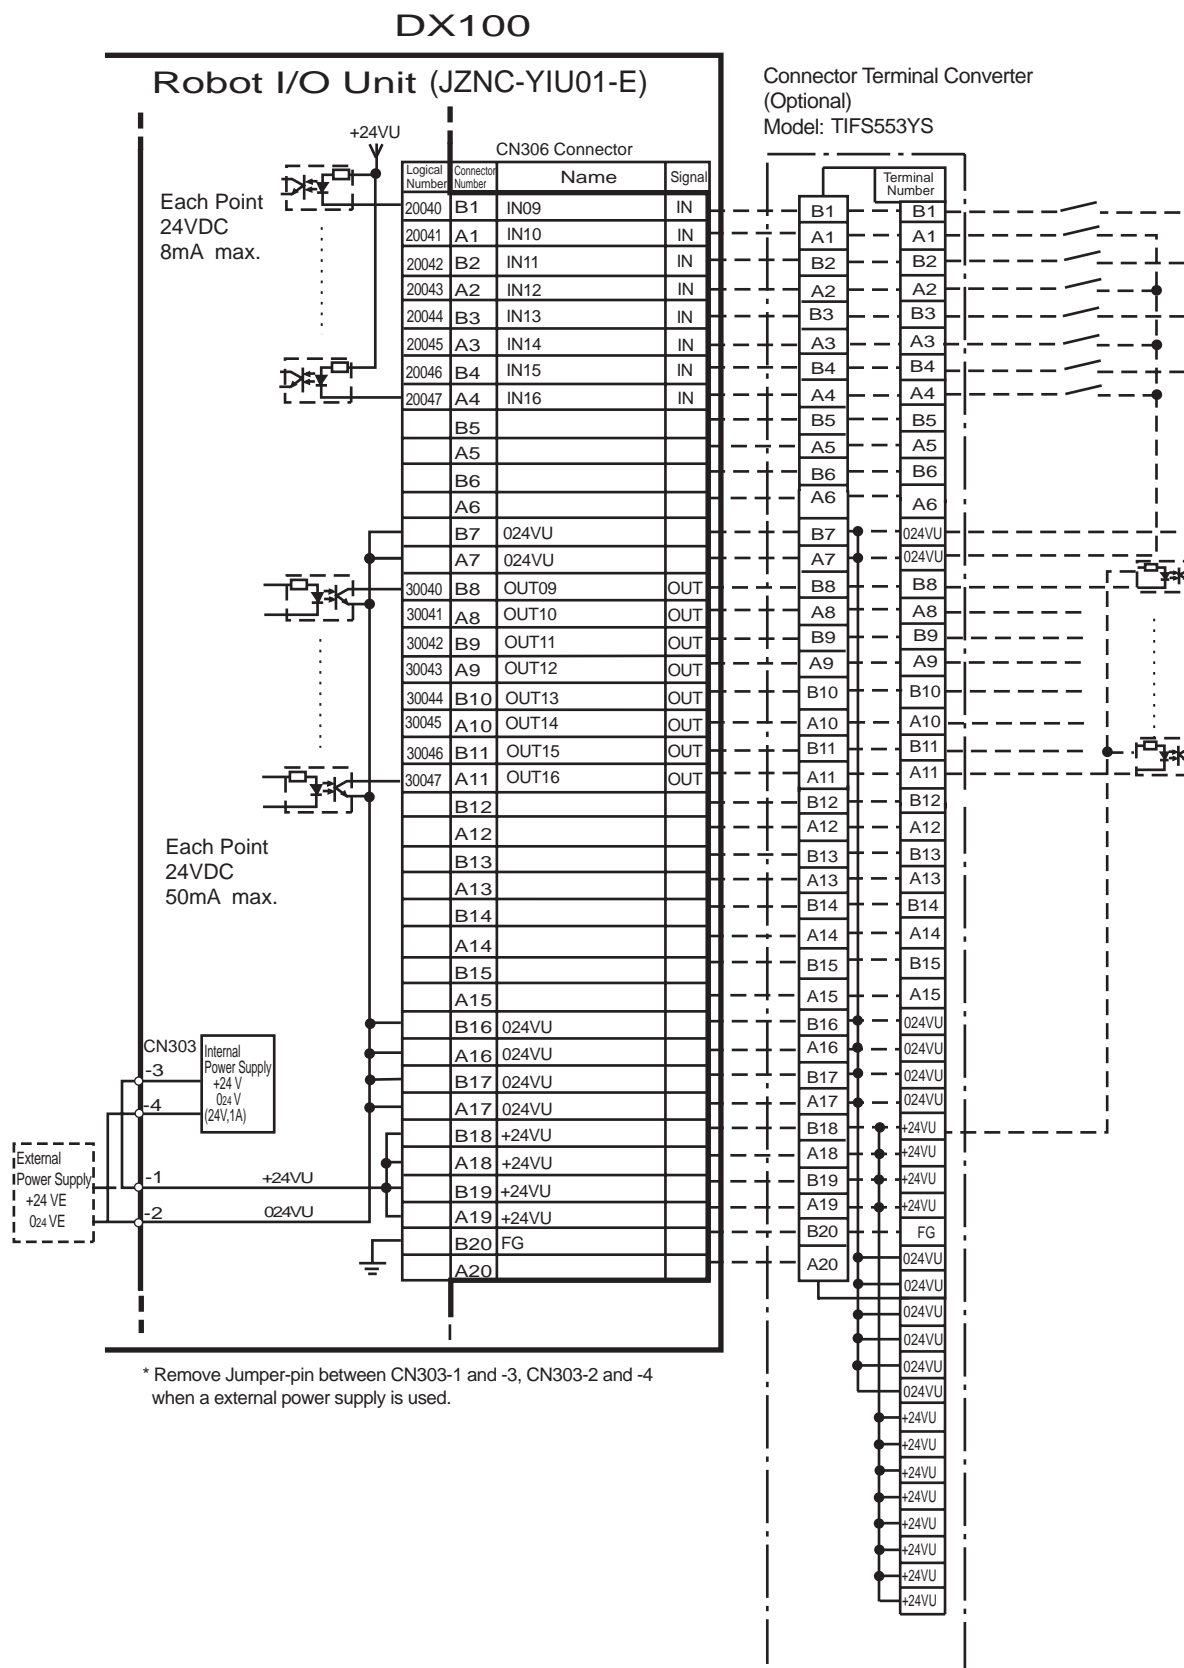 DX100
Robot I/O Unit (JZNC-YIU01-E)
Connector Terminal Converter
(Optional)
Model: TIFS553YS
+24VU
CN306 Connector
Logical Number Connector Number Name Signal
Terminal Number
Each Point
24VDC
8mA max.
20040 B1 IN09 IN B1 B1
20041 A1 IN10 IN A1 A1
20042 B2 IN11 IN B2 B2
20043 A2 IN12 IN A2 A2
20044 B3 IN13 IN B3 B3
20045 A3 IN14 IN A3 A3
20046 B4 IN15 IN B4 B4
20047 A4 IN16 IN A4 A4
B5 B5 B5
A5 A5 A5
B6 B6 B6
A6 A6 A6
B7 024VU B7 024VU
A7 024VU A7 024VU
30040 B8 OUT09 OUT B8 B8
30041 A8 OUT10 OUT A8 A8
30042 B9 OUT11 OUT B9 B9
30043 A9 OUT12 OUT A9 A9
30044 B10 OUT13 OUT B10 B10
30045 A10 OUT14 OUT A10 A10
30046 B11 OUT15 OUT B11 B11
30047 A11 OUT16 OUT A11 A11
B12 B12 B12
A12 A12 A12
B13 B13 B13
A13 A13 A13
B14 B14 B14
A14 A14 A14
B15 B15 B15
A15 A15 A15
B16 024VU B16 024VU
A16 024VU A16 024VU
B17 024VU B17 024VU
A17 024VU A17 024VU
B18 +24VU B18 +24VU
A18 +24VU A18 +24VU
B19 +24VU B19 +24VU
A19 +24VU A19 +24VU
B20 FG B20 FG
A20 A20 024VU
024VU
024VU
024VU
024VU
024VU
+24VU
+24VU
+24VU
+24VU
+24VU
+24VU
+24VU
+24VU
Each Point
24VDC
50mA max.
CN303
-3
-4
Internal
Power Supply
+24 V
024 V
(24V,1A)
External
Power Supply
+24 VE
024 VE
-1 +24VU
-2 024VU
* Remove Jumper-pin between CN303-1 and -3, CN303-2 and -4
when a external power supply is used.